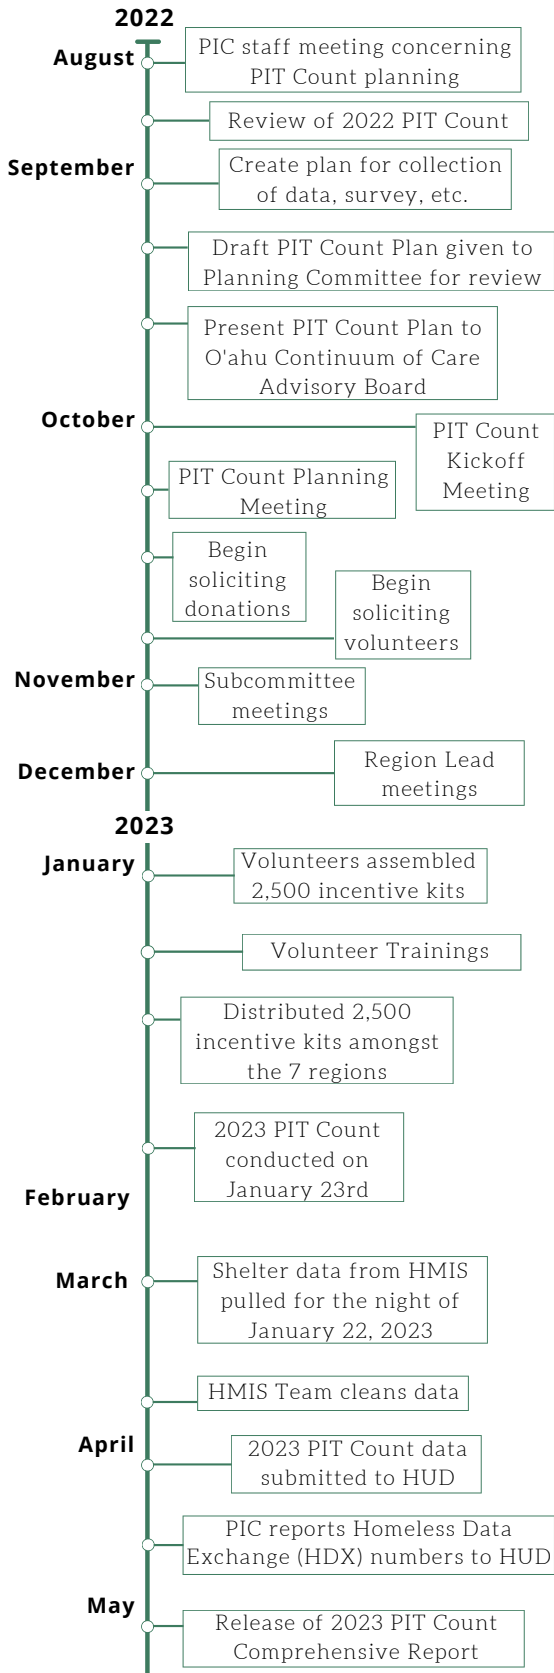 2022
August
PIC staff meeting concerning
PIT Count planning
Review of 2022 PIT Count
September
Create plan for collection
of data, survey, etc.
Draft PIT Count Plan given to
Planning Committee for review
Present PIT Count Plan to
O'ahu Continuum of Care
Advisory Board
October
PIT Count
Kickoff
Meeting
PIT Count Planning
Meeting
Begin
soliciting
donations
Begin
soliciting
volunteers
November
Subcommittee
meetings
December
Region Lead
meetings
2023
January
Volunteers assembled
2,500 incentive kits
Volunteer Trainings
Distributed 2,500
incentive kits amongst
the 7 regions
2023 PIT Count
conducted on
January 23rd
February
March
Shelter data from HMIS
pulled for the night of
January 22, 2023
HMIS Team cleans data
April
2023 PIT Count data
submitted to HUD
PIC reports Homeless Data
Exchange (HDX) numbers to HUD
May
Release of 2023 PIT Count
Comprehensive Report